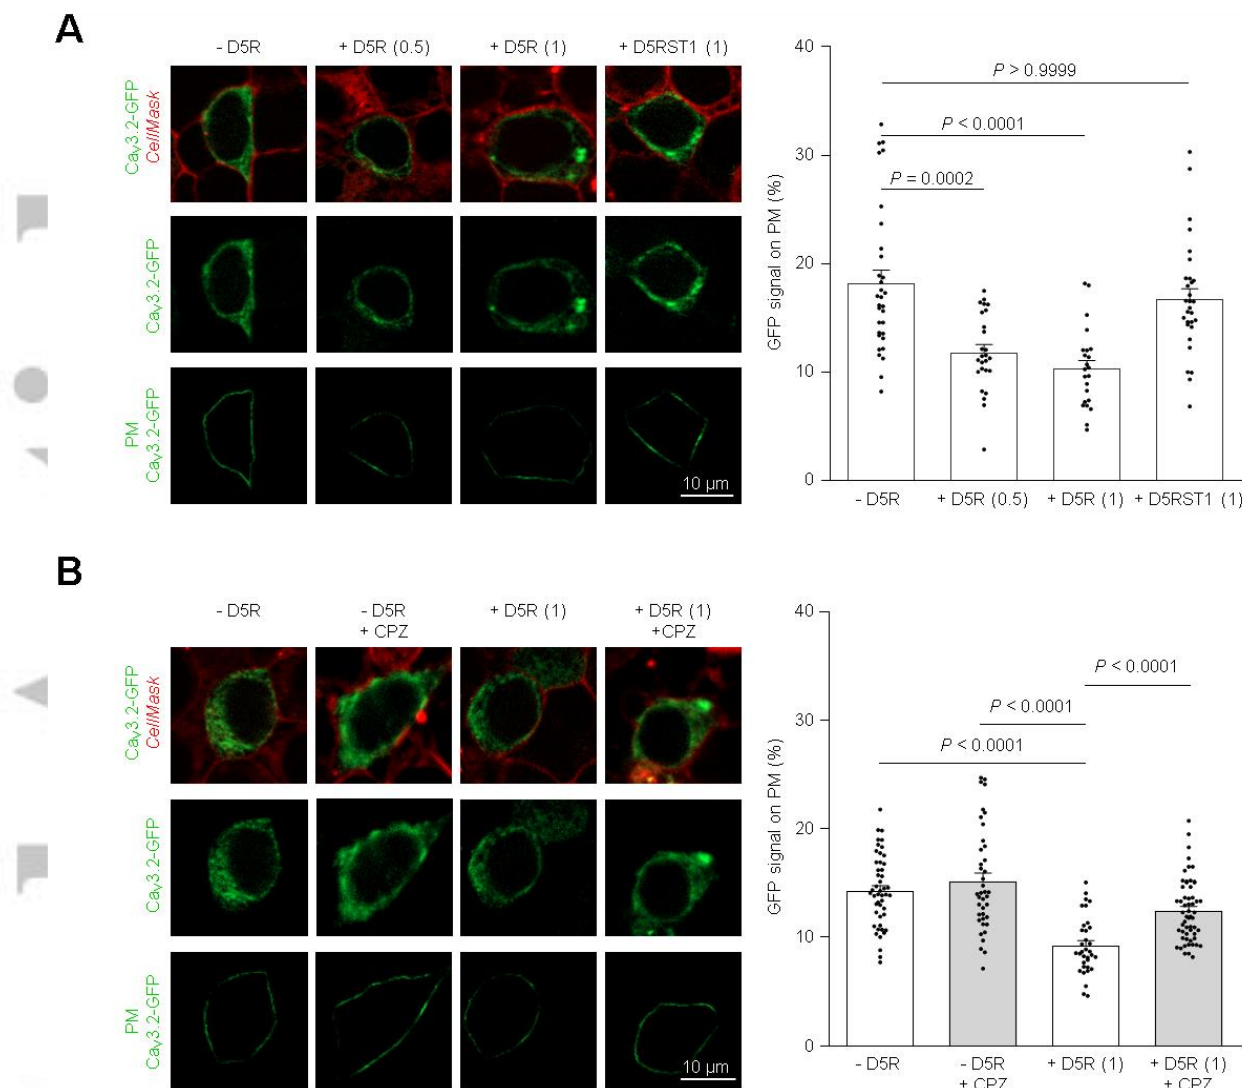 A
- D5R
+ D5R (0.5)
+ D5R (1)
+ D5RST1 (1)
Cav3.2-GFP
CellMask
Cav3.2-GFP
PM
Cav3.2-GFP
10 µm
GFP signal on PM (%)
40
30
20
10
0
P > 0.9999
P < 0.0001
P = 0.0002
- D5R
+ D5R (0.5)
+ D5R (1)
+ D5RST1 (1)
B
- D5R
- D5R
+ CPZ
+ D5R (1)
+ D5R (1)
+CPZ
Cav3.2-GFP
CellMask
Cav3.2-GFP
PM
Cav3.2-GFP
10 µm
GFP signal on PM (%)
40
30
20
10
0
P < 0.0001
P < 0.0001
P < 0.0001
- D5R
- D5R
+ CPZ
+ D5R (1)
+ D5R (1)
+ CPZ